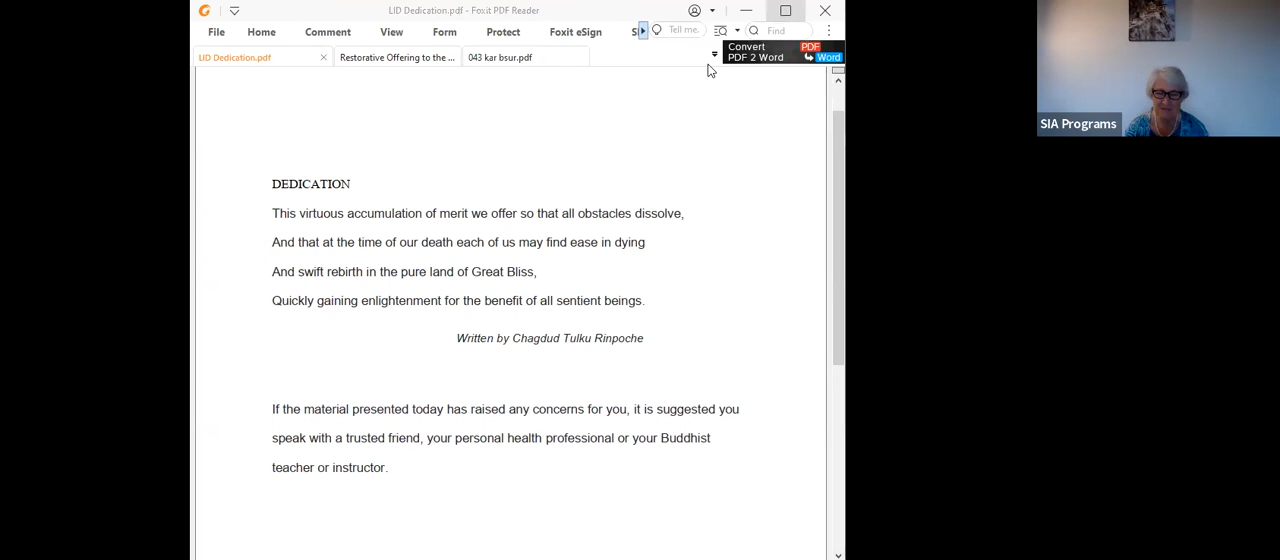 LID Dedication.pdf - Foxit PDF Reader
File Home Comment View Form Protect Foxit eSign S Tell me. Find
LID Dedication.pdf Restorative Offering to the ... 043 kar bsur.pdf
Convert PDF
PDF 2 Word Word
SIA Programs
DEDICATION
This virtuous accumulation of merit we offer so that all obstacles dissolve,
And that at the time of our death each of us may find ease in dying
And swift rebirth in the pure land of Great Bliss,
Quickly gaining enlightenment for the benefit of all sentient beings.
Written by Chagdud Tulku Rinpoche
If the material presented today has raised any concerns for you, it is suggested you
speak with a trusted friend, your personal health professional or your Buddhist
teacher or instructor.